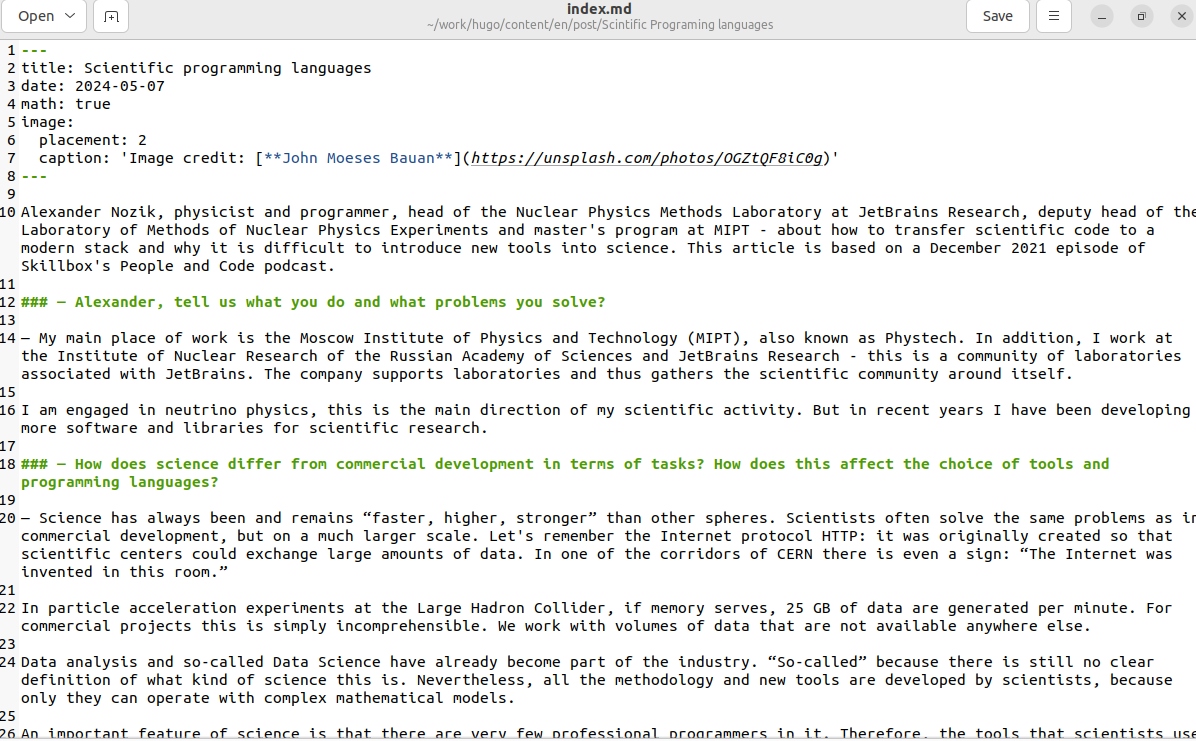 Open
index.md
~/work/hugo/content/en/post/Scintific Programing languages
Save
1 ---
2 title: Scientific programming languages
3 date: 2024-05-07
4 math: true
5 image:
6   placement: 2
7   caption: 'Image credit: [**John Moeses Bauan**](https://unsplash.com/photos/OGZtQF8iC0g)'
8 ---
9
10 Alexander Nozik, physicist and programmer, head of the Nuclear Physics Methods Laboratory at JetBrains Research, deputy head of the
Laboratory of Methods of Nuclear Physics Experiments and master's program at MIPT - about how to transfer scientific code to a
modern stack and why it is difficult to introduce new tools into science. This article is based on a December 2021 episode of
Skillbox's People and Code podcast.
11
12 ### — Alexander, tell us what you do and what problems you solve?
13
14 — My main place of work is the Moscow Institute of Physics and Technology (MIPT), also known as Phystech. In addition, I work at
the Institute of Nuclear Research of the Russian Academy of Sciences and JetBrains Research - this is a community of laboratories
associated with JetBrains. The company supports laboratories and thus gathers the scientific community around itself.
15
16 I am engaged in neutrino physics, this is the main direction of my scientific activity. But in recent years I have been developing
more software and libraries for scientific research.
17
18 ### — How does science differ from commercial development in terms of tasks? How does this affect the choice of tools and
programming languages?
19
20 — Science has always been and remains “faster, higher, stronger” than other spheres. Scientists often solve the same problems as in
commercial development, but on a much larger scale. Let's remember the Internet protocol HTTP: it was originally created so that
scientific centers could exchange large amounts of data. In one of the corridors of CERN there is even a sign: “The Internet was
invented in this room.”
21
22 In particle acceleration experiments at the Large Hadron Collider, if memory serves, 25 GB of data are generated per minute. For
commercial projects this is simply incomprehensible. We work with volumes of data that are not available anywhere else.
23
24 Data analysis and so-called Data Science have already become part of the industry. “So-called” because there is still no clear
definition of what kind of science this is. Nevertheless, all the methodology and new tools are developed by scientists, because
only they can operate with complex mathematical models.
25
26 An important feature of science is that there are very few professional programmers in it. Therefore, the tools that scientists use